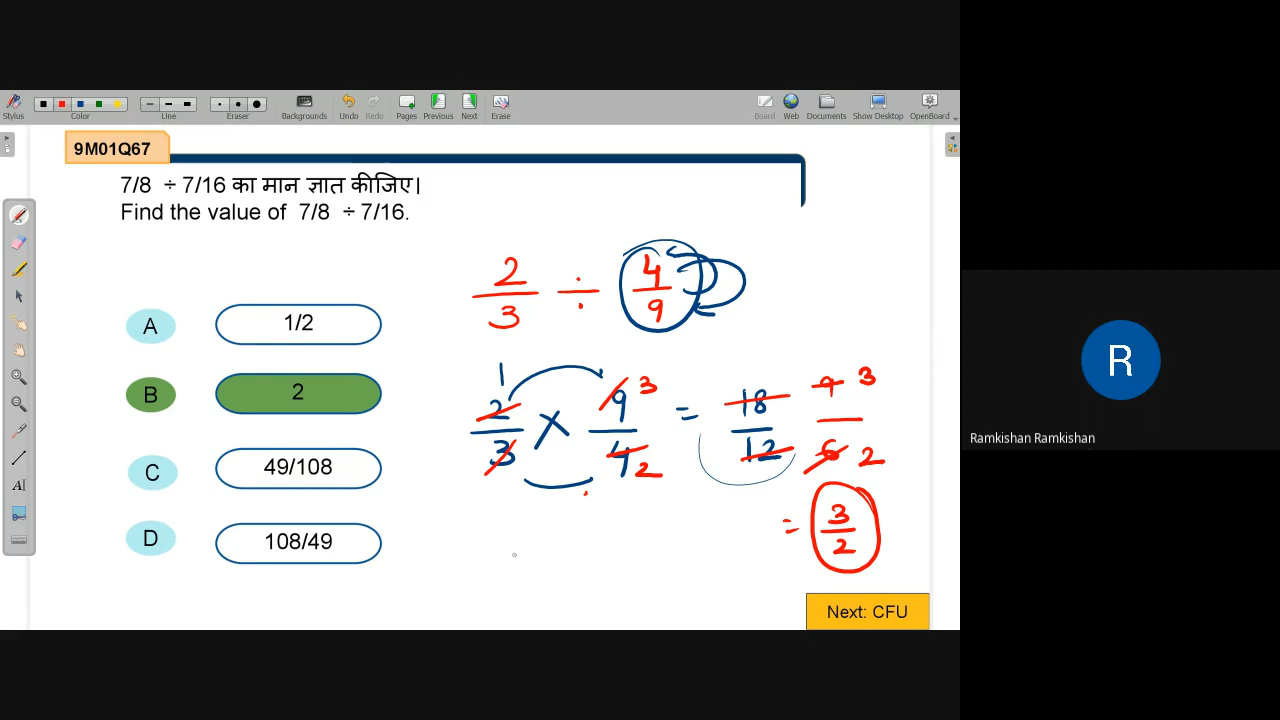 Stylus
Color
Line
Eraser
Backgrounds
Undo
Redo
Pages
Previous
Next
Erase
Board
Web
Documents
Show Desktop
OpenBoard
9M01Q67
7/8 ÷ 7/16 का मान ज्ञात कीजिए।
Find the value of 7/8 ÷ 7/16.
A 1/2
B 2
C 49/108
D 108/49
2/3 ÷ 4/9
1 3 9 3
2/3 × 9/4 = 18/12 6 2
2
= 3/2
Next: CFU
R
Ramkishan Ramkishan